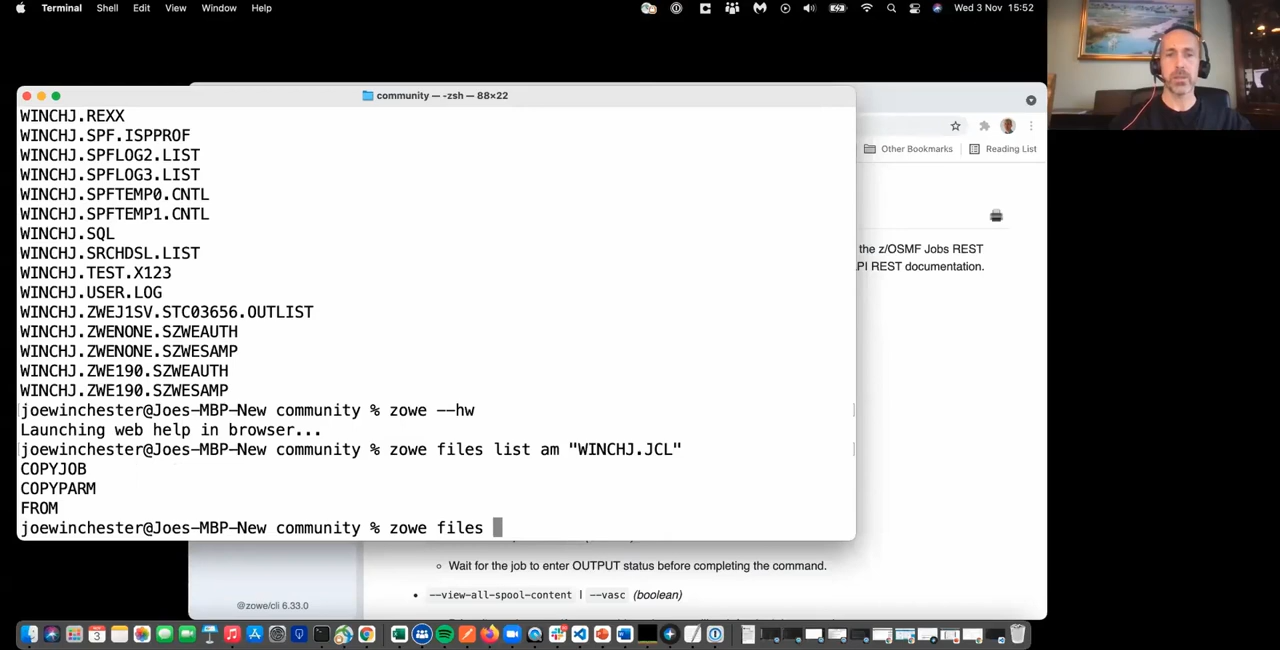 Terminal Shell Edit View Window Help Wed 3 Nov 15:52
community — -zsh — 88×22
WINCHJ.REXX
WINCHJ.SPF.ISPPROF
WINCHJ.SPFLOG2.LIST
WINCHJ.SPFLOG3.LIST
WINCHJ.SPFTEMP0.CNTL
WINCHJ.SPFTEMP1.CNTL
WINCHJ.SQL
WINCHJ.SRCHDSL.LIST
WINCHJ.TEST.X123
WINCHJ.USER.LOG
WINCHJ.ZWEJ1SV.STC03656.OUTLIST
WINCHJ.ZWENONE.SZWEAUTH
WINCHJ.ZWENONE.SZWESAMP
WINCHJ.ZWE190.SZWEAUTH
WINCHJ.ZWE190.SZWESAMP
joewinchester@Joes-MBP-New community % zowe --hw
Launching web help in browser...
joewinchester@Joes-MBP-New community % zowe files list am "WINCHJ.JCL"
COPYJOB
COPYPARM
FROM
joewinchester@Joes-MBP-New community % zowe files
Other Bookmarks Reading List
the z/OSMF Jobs REST
PI REST documentation.
Wait for the job to enter OUTPUT status before completing the command.
--view-all-spool-content | --vasc (boolean)
@zowe/cli 6.33.0